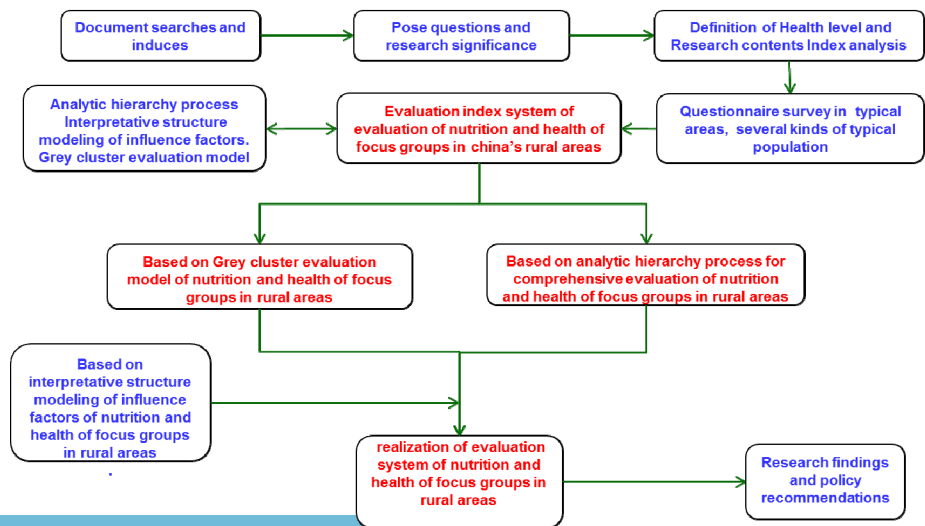 Document searches and
induces
Pose questions and
research significance
Definition of Health level and
Research contents Index analysis
Analytic hierarchy process
Interpretative structure
modeling of influence factors.
Grey cluster evaluation model
Evaluation index system of
evaluation of nutrition and health of
focus groups in china's rural areas
Questionnaire survey in typical
areas, several kinds of typical
population
Based on Grey cluster evaluation
model of nutrition and health of focus
groups in rural areas
Based on analytic hierarchy process for
comprehensive evaluation of nutrition
and health of focus groups in rural areas
Based on
interpretative structure
modeling of influence
factors of nutrition and
health of focus groups
in rural areas
.
realization of evaluation
system of nutrition and
health of focus groups in
rural areas
Research findings
and policy
recommendations